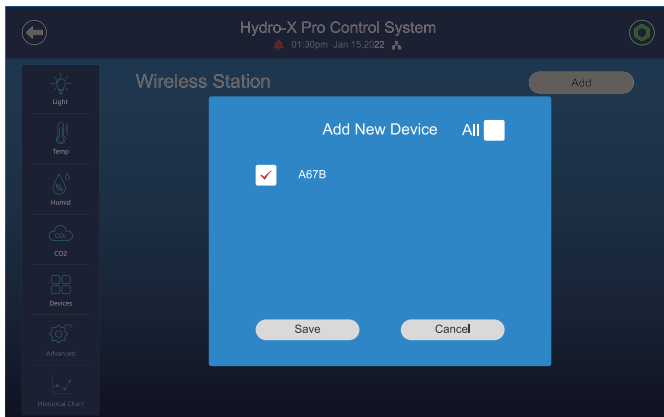 Hydro-X Pro Control System
01:30pm Jan 15,2022
Wireless Station
Add
Light
Temp
%
Humid
CO₂
CO2
Devices
Advanced
Historical Chart
Add New Device All
A67B
Save Cancel